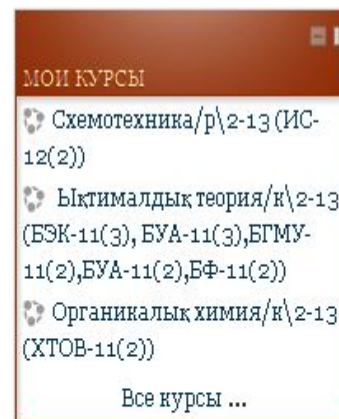 МОИ КУРСЫ
Схемотехника/р\2-13 (ИС-
12(2))
Ықтималдық теория/к\2-13
(БЭК-11(3), БУА-11(3),БГМУ-
11(2),БУА-11(2),БФ-11(2))
Органикалық химия/к\2-13
(ХТОВ-11(2))
Все курсы ...